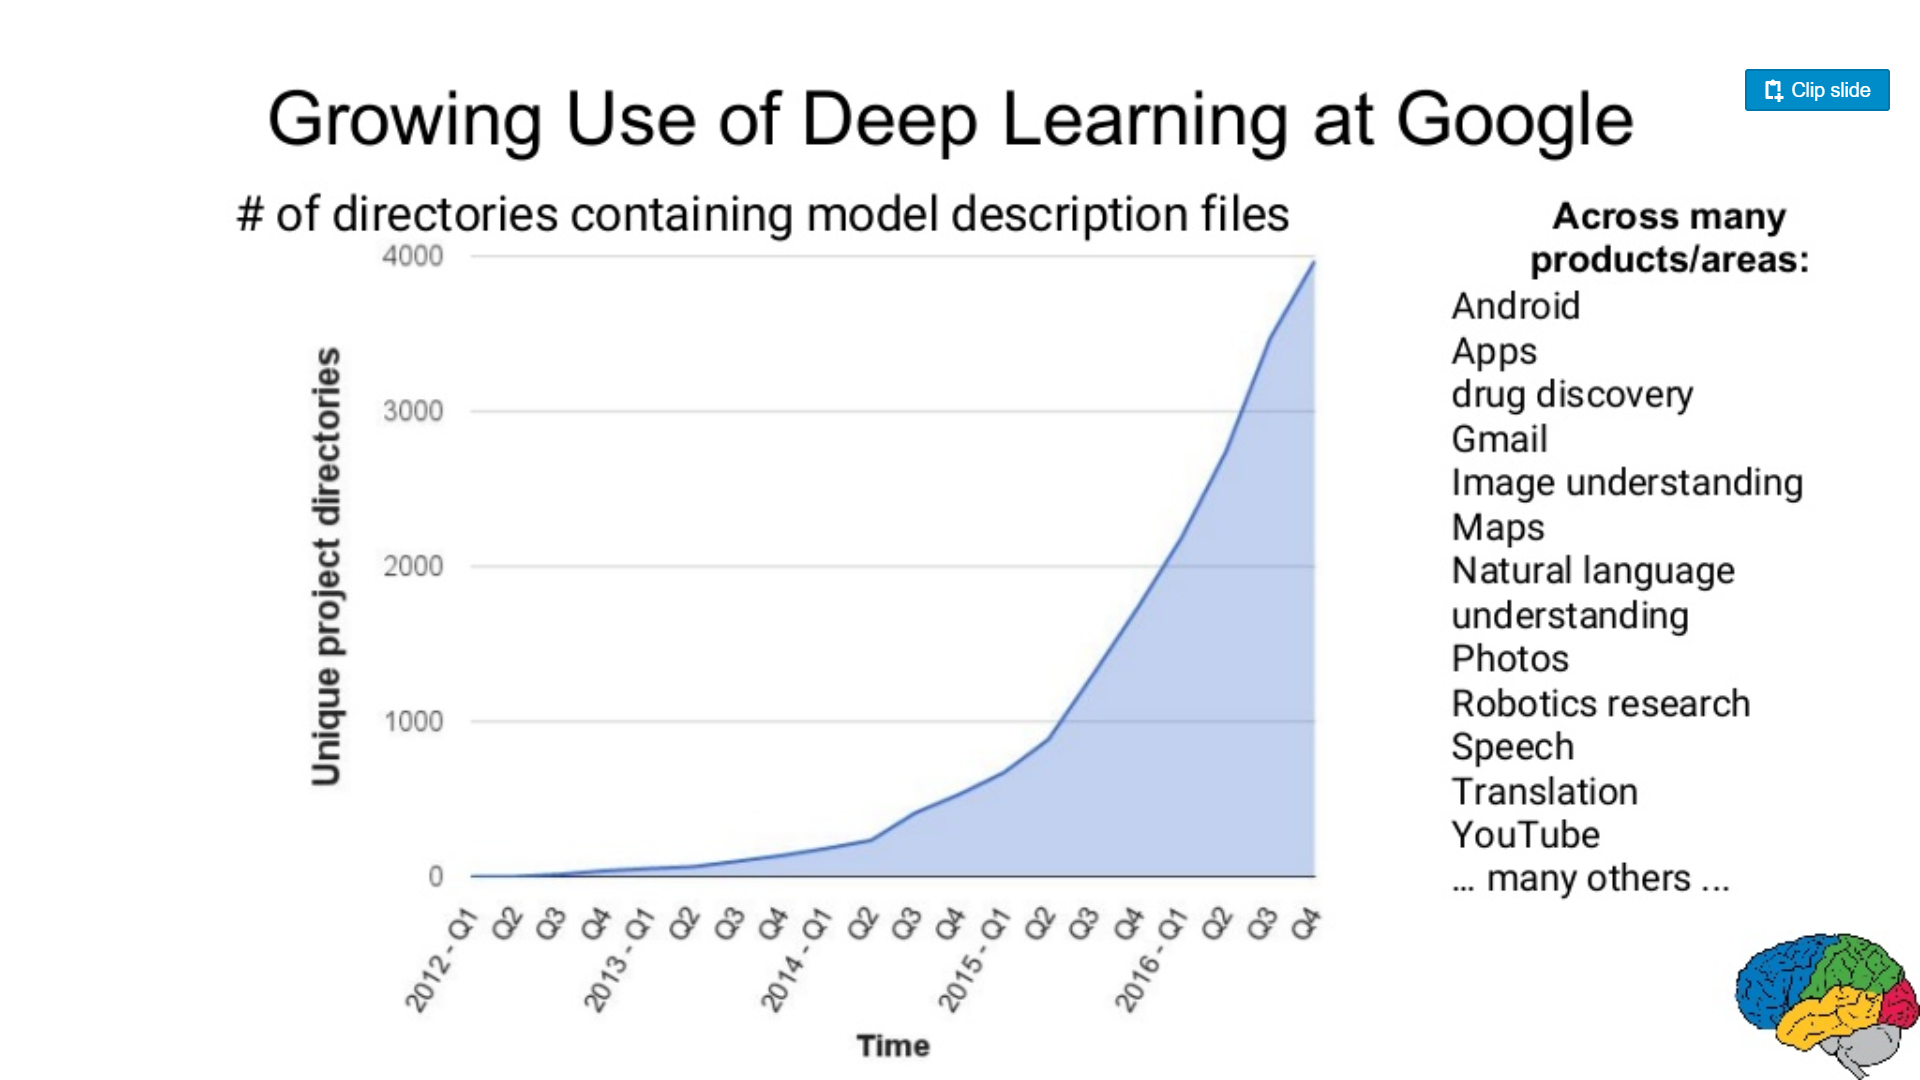 Clip slide
Growing Use of Deep Learning at Google
# of directories containing model description files
Unique project directories
4000
3000
2000
1000
0
2012 - Q1
Q2
Q3
Q4
2013 - Q1
Q2
Q3
Q4
2014 - Q1
Q2
Q3
Q4
2015 - Q1
Q2
Q3
Q4
2016 - Q1
Q2
Q3
Q4
Time
Across many
products/areas:
Android
Apps
drug discovery
Gmail
Image understanding
Maps
Natural language
understanding
Photos
Robotics research
Speech
Translation
YouTube
... many others ...